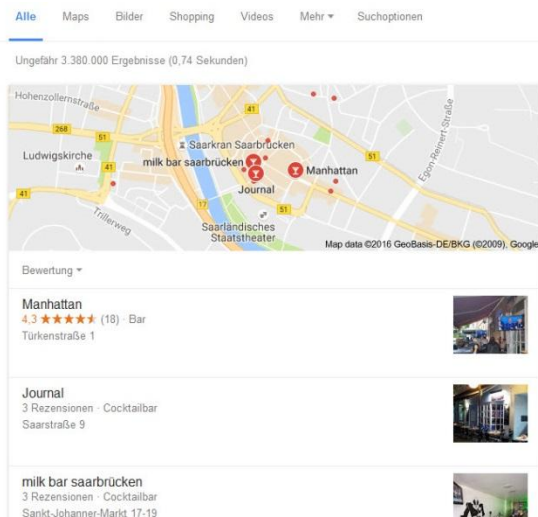 Alle Maps Bilder Shopping Videos Mehr Suchoptionen
Ungefähr 3.380.000 Ergebnisse (0,74 Sekunden)
Hohenzollernstraße
41
268
51
Saarkran Saarbrücken
Ludwigskirche
41
milk bar saarbrücken
51
Manhattan
Egon-Reinert-Straße
Journal
41
17
51
Trillerweg
Saarländisches
Staatstheater
Map data ©2016 GeoBasis-DE/BKG (©2009), Google
Bewertung
Manhattan
4,3 ★★★★★ (18) · Bar
Türkenstraße 1
Journal
3 Rezensionen · Cocktailbar
Saarstraße 9
milk bar saarbrücken
3 Rezensionen · Cocktailbar
Sankt-Johanner-Markt 17-19